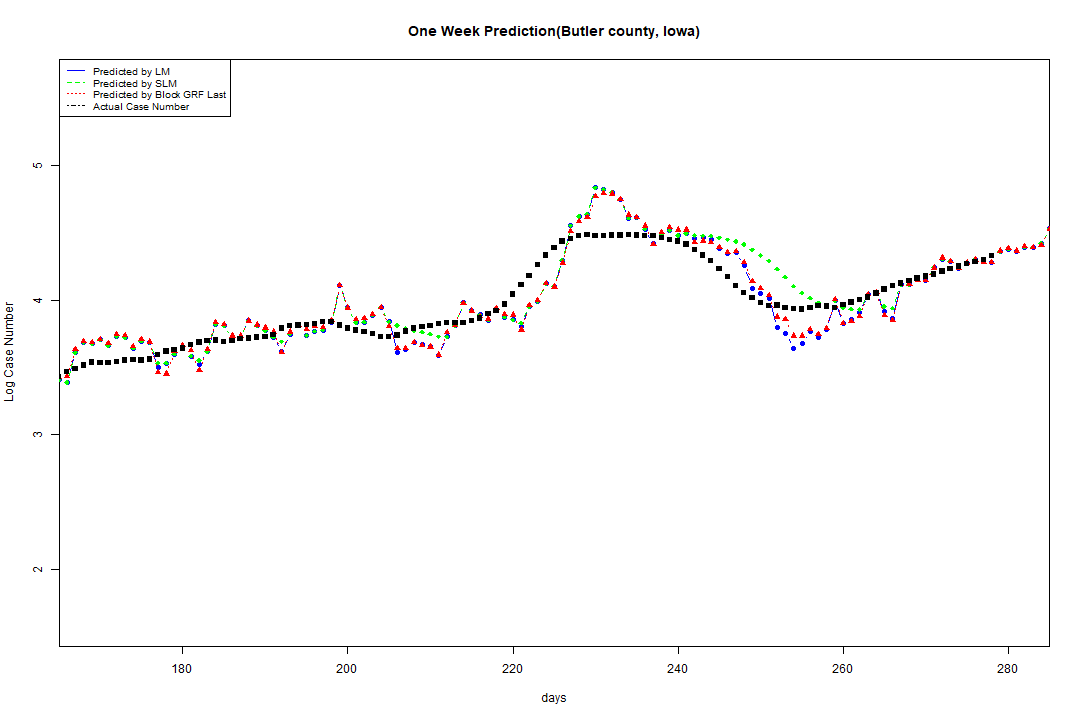 One Week Prediction(Butler county, Iowa)
Predicted by LM
Predicted by SLM
Predicted by Block GRF Last
Actual Case Number
5
4
3
2
Log Case Number
180 200 220 240 260 280
days